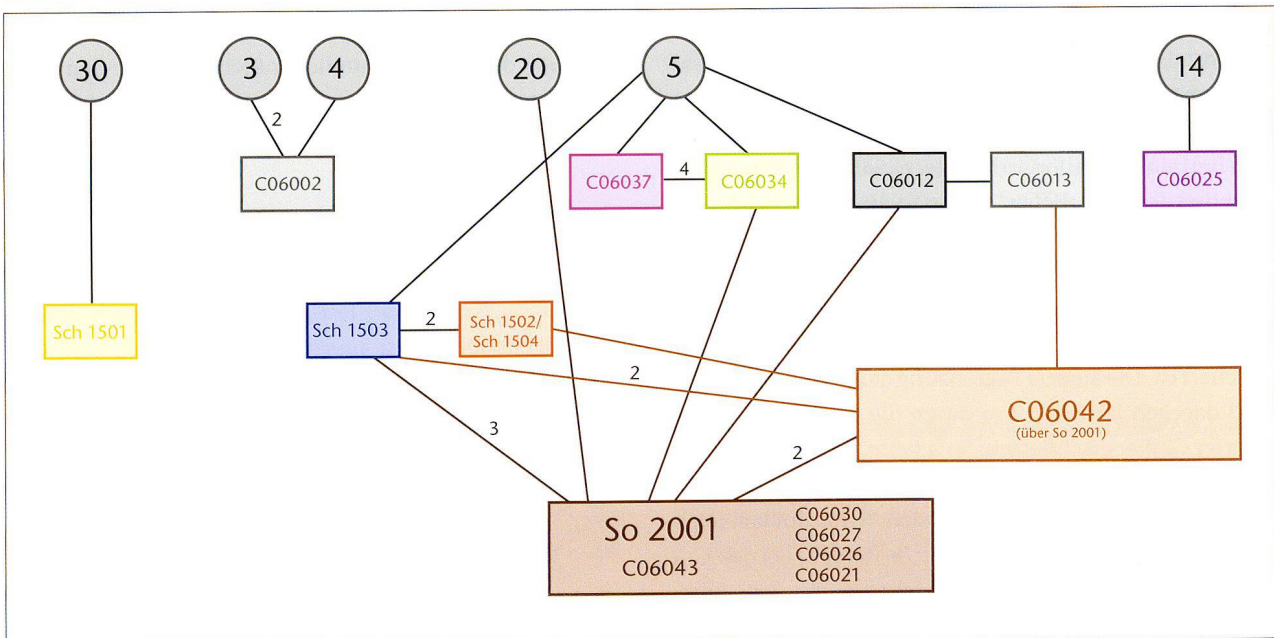 30
3
4
20
5
14
2
C06002
C06037
4
C06034
C06012
C06013
C06025
Sch 1501
Sch 1503
2
Sch 1502/
Sch 1504
2
C06042
(über So 2001)
3
2
So 2001
C06043
C06030
C06027
C06026
C06021